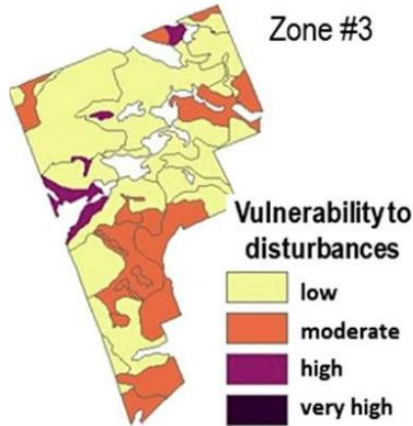 Zone #3
Vulnerability to
disturbances
low
moderate
high
very high